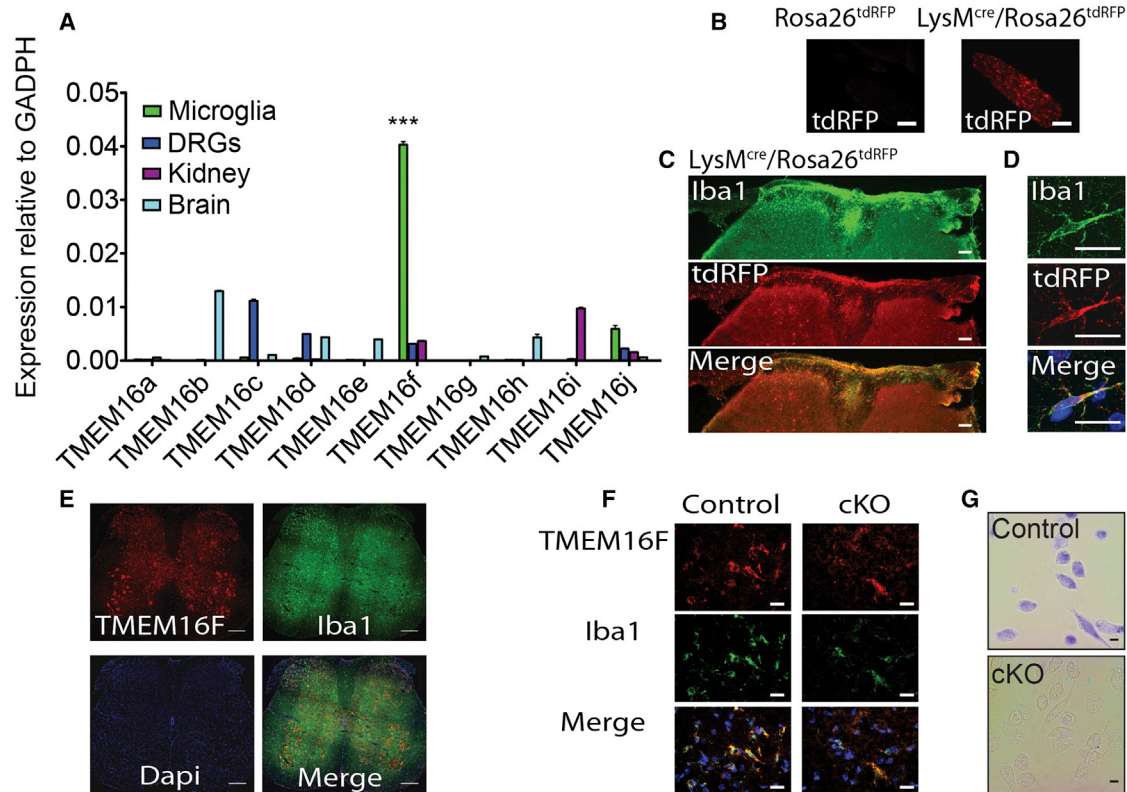 A
Expression relative to GADPH
0.05
0.04
0.03
0.02
0.01
0.00
Microglia
DRGs
Kidney
Brain
***
TMEM16a
TMEM16b
TMEM16c
TMEM16d
TMEM16e
TMEM16f
TMEM16g
TMEM16h
TMEM16i
TMEM16j
B
Rosa26tdRFP
LysMcre/Rosa26tdRFP
tdRFP
tdRFP
C
LysMcre/Rosa26tdRFP
Iba1
tdRFP
Merge
D
Iba1
tdRFP
Merge
E
TMEM16F
Iba1
Dapi
Merge
F
Control
cKO
TMEM16F
Iba1
Merge
G
Control
cKO